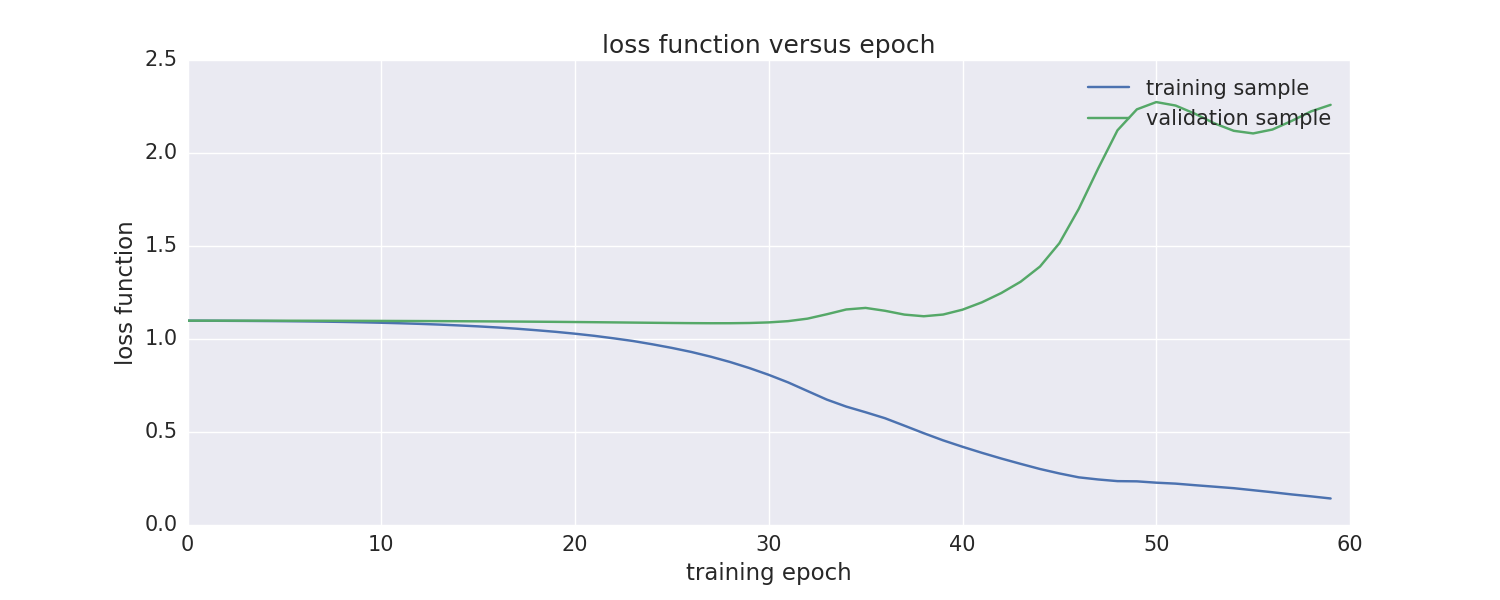 loss function versus epoch
2.5
2.0
1.5
1.0
0.5
0.0
loss function
training sample
validation sample
0 10 20 30 40 50 60
training epoch